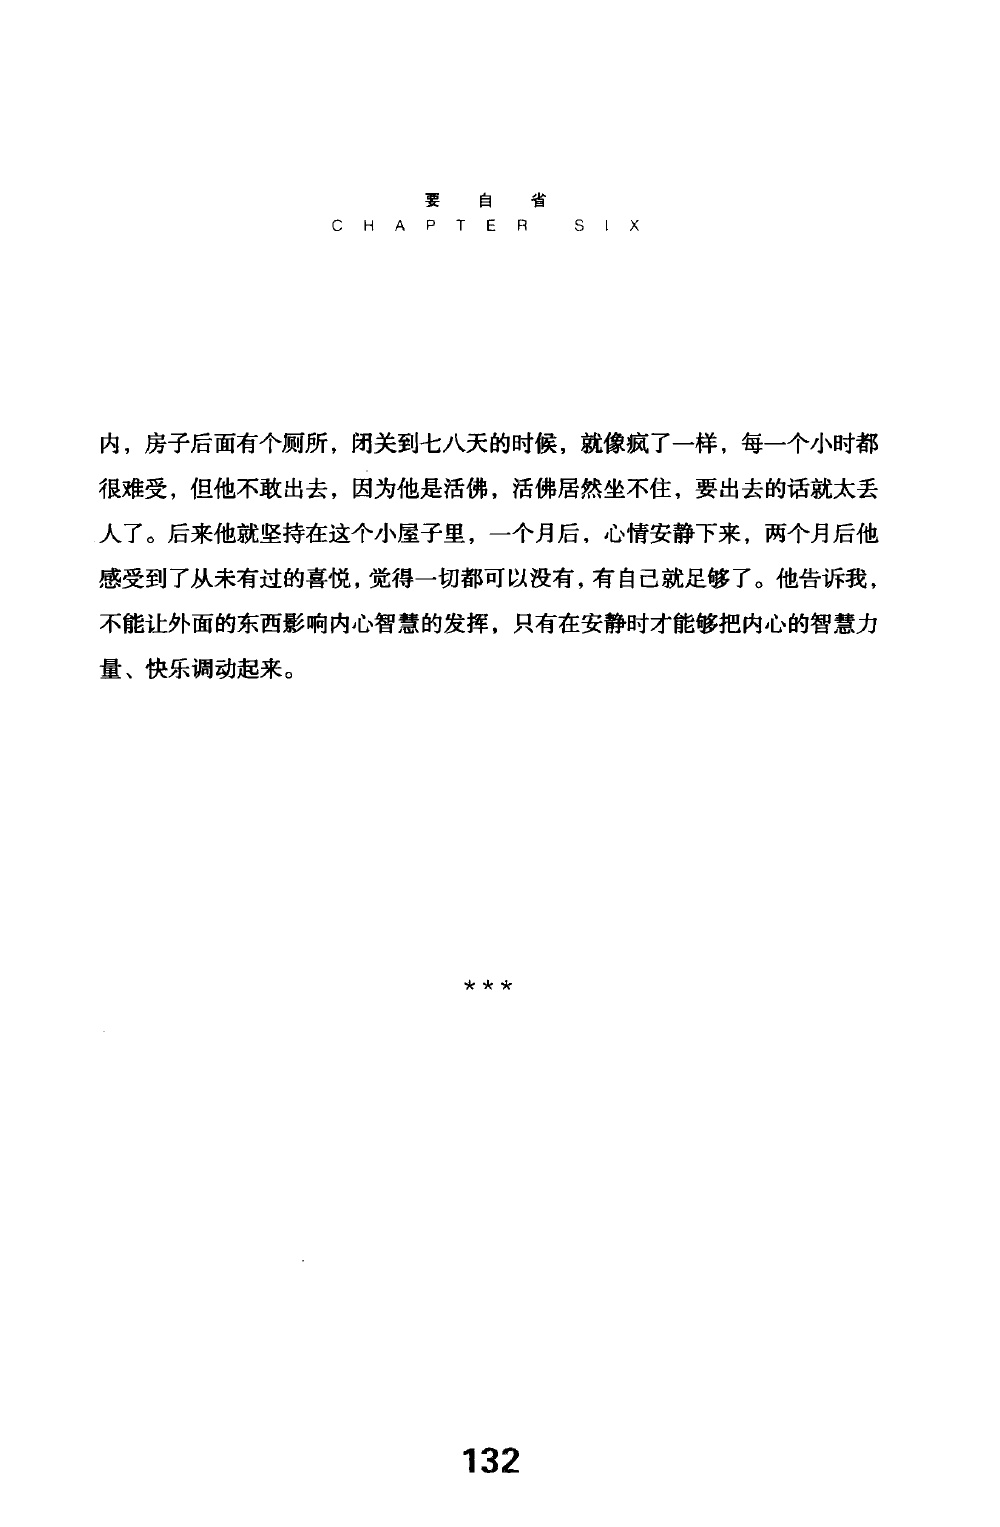 要自省
CHAPTER SIX
内，房子后面有个厕所，闭关到七八天的时候，就像疯了一样，每一个小时都
很难受，但他不敢出去，因为他是活佛，活佛居然坐不住，要出去的话就太丢
人了。后来他就坚持在这个小屋子里，一个月后，心情安静下来，两个月后他
感受到了从未有过的喜悦，觉得一切都可以没有，有自己就足够了。他告诉我，
不能让外面的东西影响内心智慧的发挥，只有在安静时才能够把内心的智慧力
量、快乐调动起来。
***
132